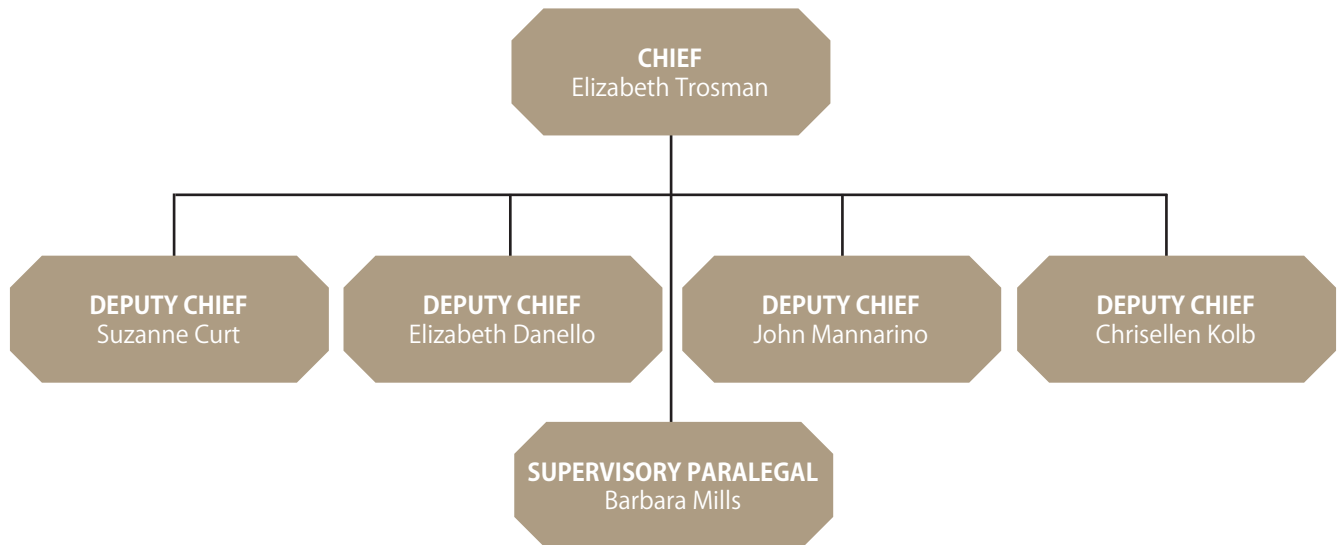 CHIEF
Elizabeth Trosman
DEPUTY CHIEF
Suzanne Curt
DEPUTY CHIEF
Elizabeth Danello
DEPUTY CHIEF
John Mannarino
DEPUTY CHIEF
Chrisellen Kolb
SUPERVISORY PARALEGAL
Barbara Mills